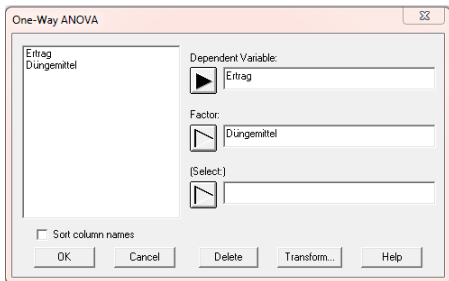 One-Way ANOVA
Ertrag
Düngemittel
Dependent Variable:
Ertrag
Factor:
Düngemittel
(Select:)
Sort column names
OK
Cancel
Delete
Transform...
Help